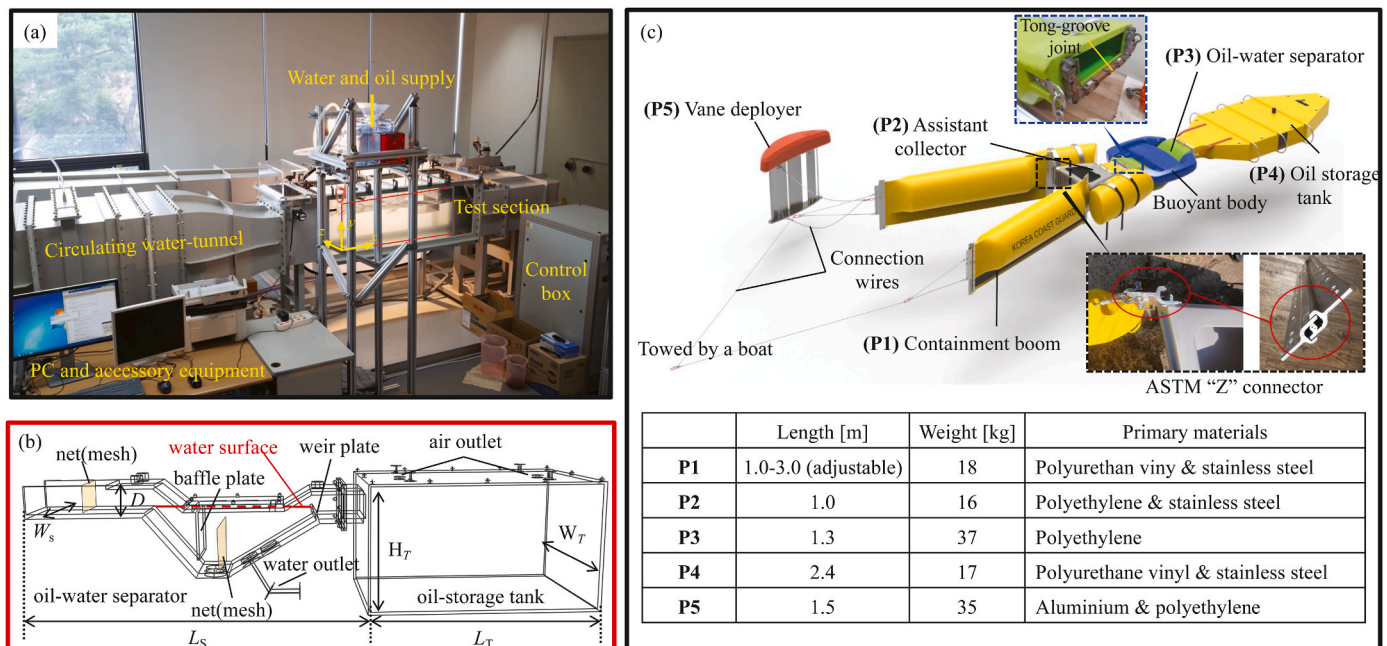 (a)
Water and oil supply
Test section
Circulating water-tunnel
y
z
Control
box
PC and accessory equipment
(b)
net(mesh)
water surface
weir plate
air outlet
baffle plate
D
W_s
H_T
W_T
water outlet
oil-water separator
net(mesh)
oil-storage tank
L_S
L_T
(c)
Tong-groove
joint
(P3) Oil-water separator
(P5) Vane deployer
(P2) Assistant
collector
(P4) Oil storage
tank
Buoyant body
KOREA COAST GUARD
Connection
wires
Towed by a boat
(P1) Containment boom
ASTM “Z” connector
Length [m] Weight [kg] Primary materials
P1 1.0-3.0 (adjustable) 18 Polyurethan viny & stainless steel
P2 1.0 16 Polyethylene & stainless steel
P3 1.3 37 Polyethylene
P4 2.4 17 Polyurethane vinyl & stainless steel
P5 1.5 35 Aluminium & polyethylene